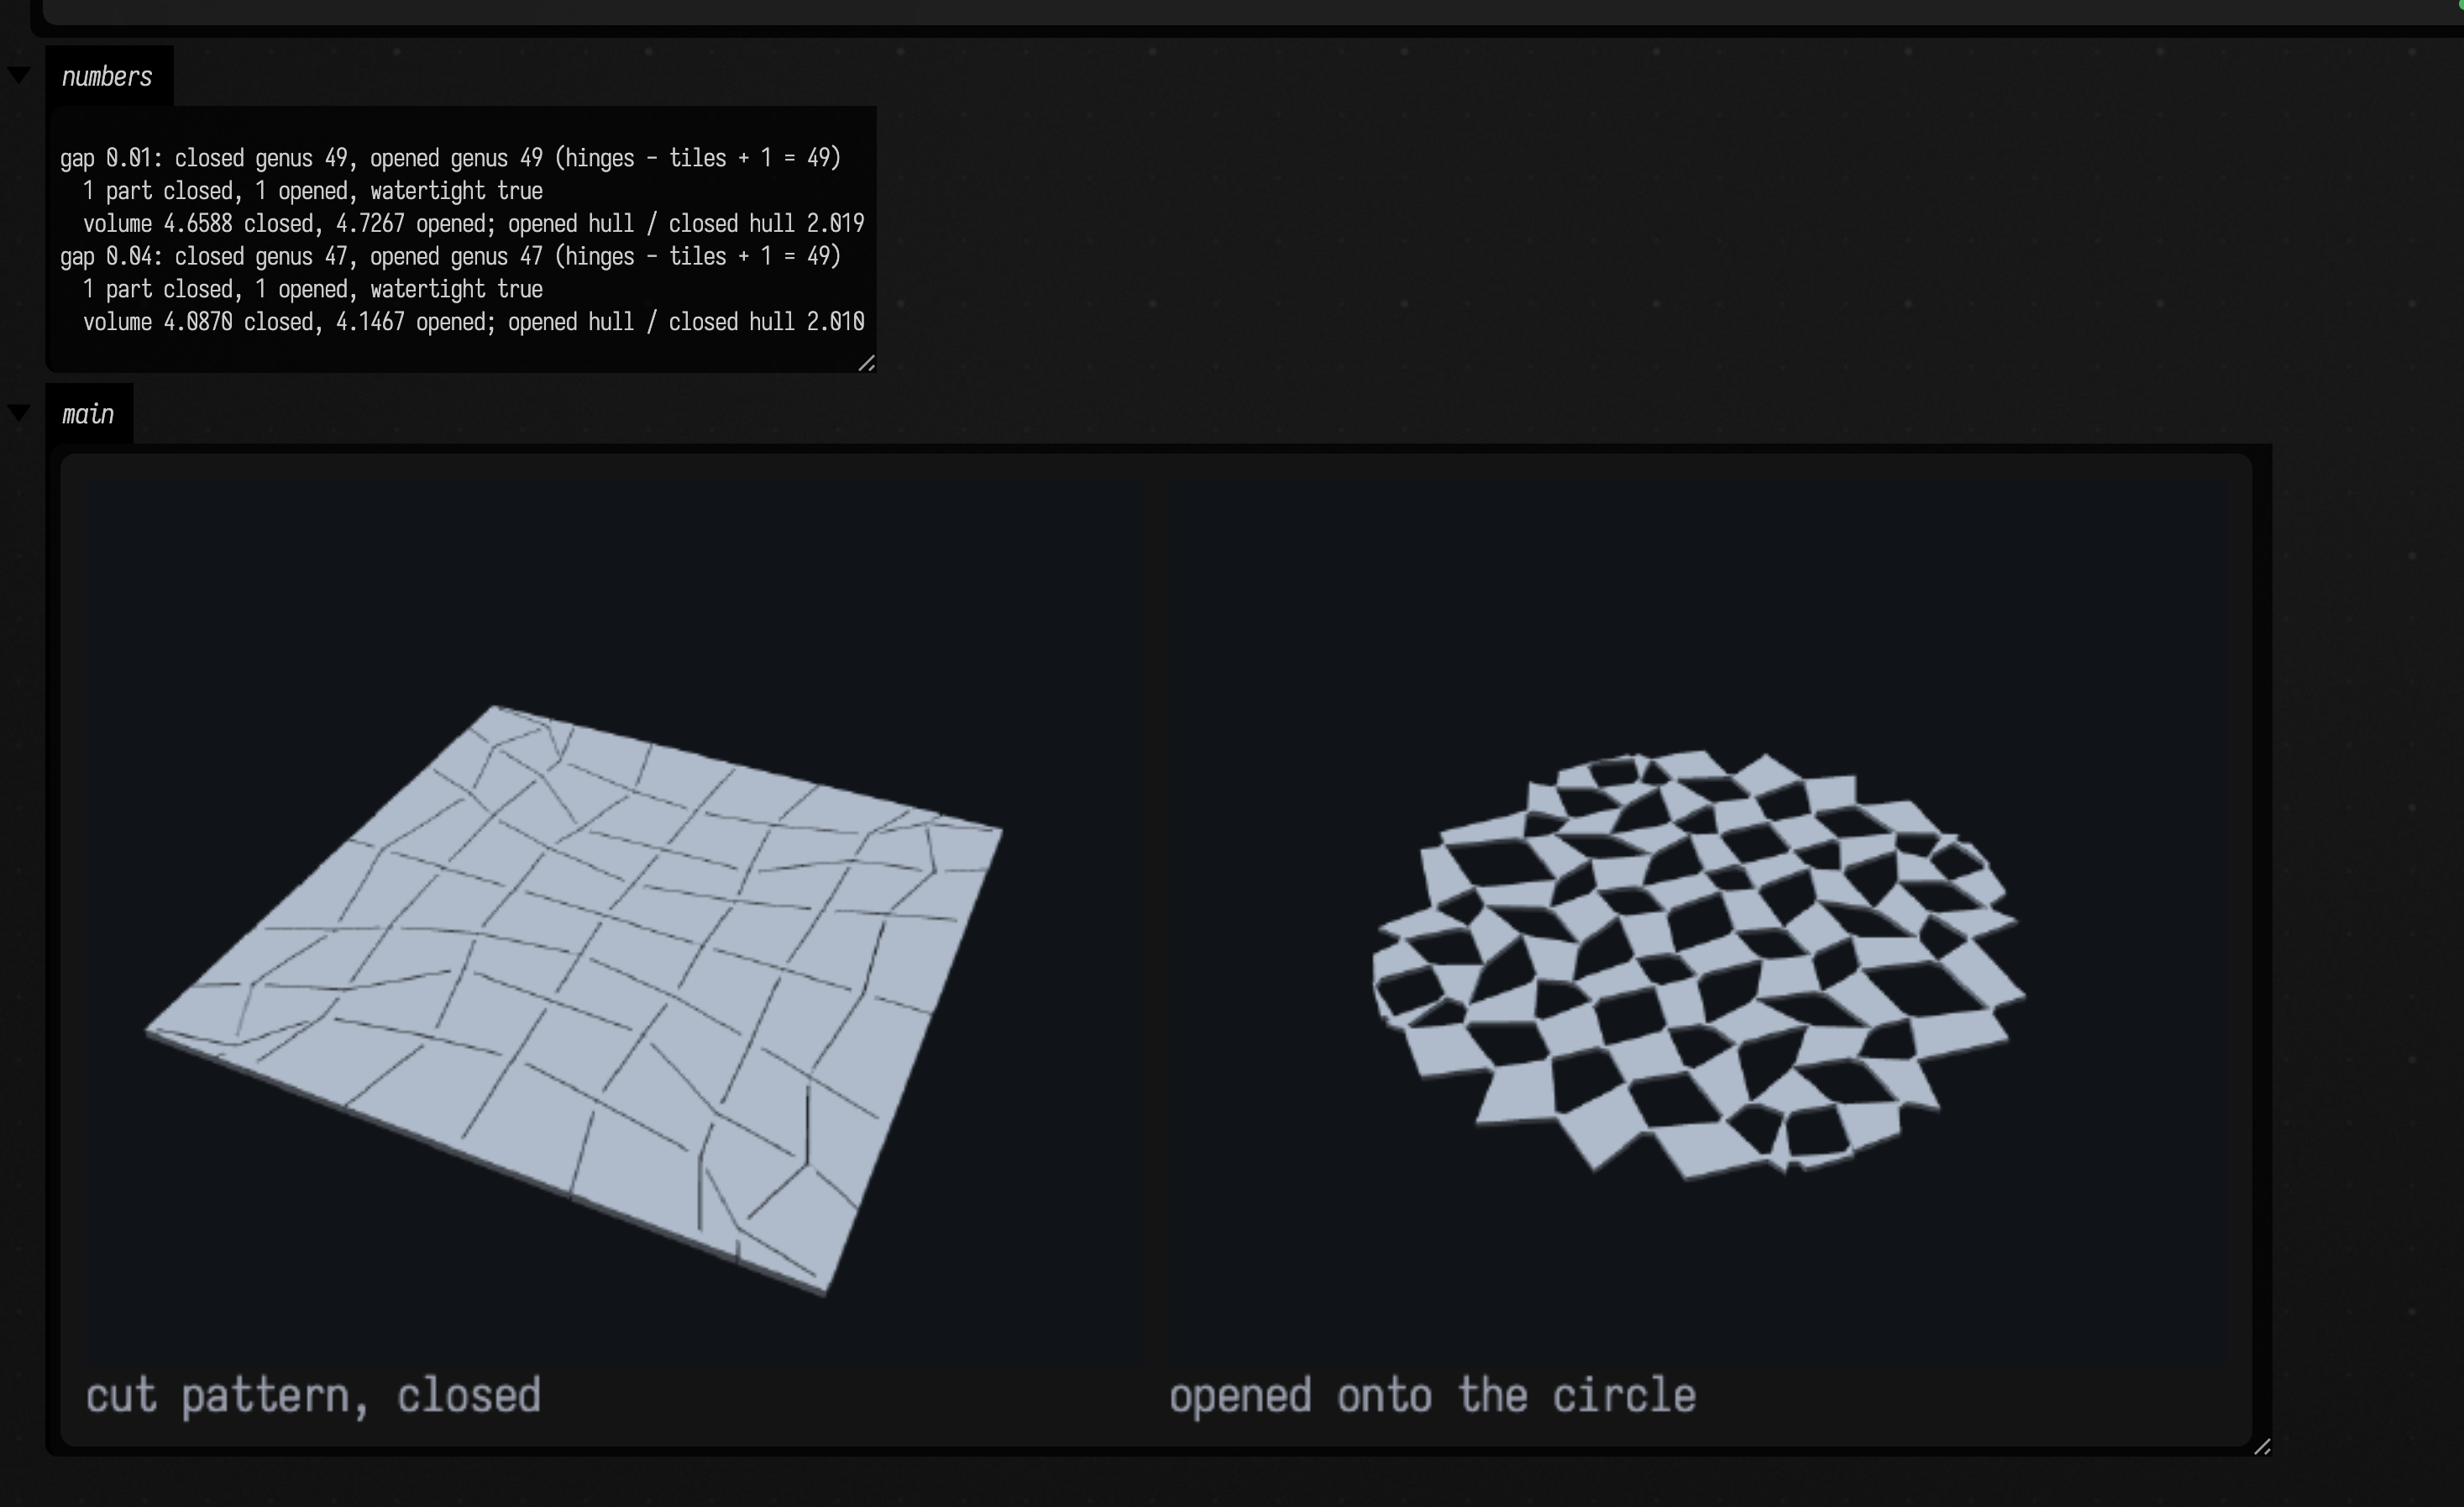 numbers
gap 0.01: closed genus 49, opened genus 49 (hinges - tiles + 1 = 49)
1 part closed, 1 opened, watertight true
volume 4.6588 closed, 4.7267 opened; opened hull / closed hull 2.019
gap 0.04: closed genus 47, opened genus 47 (hinges - tiles + 1 = 49)
1 part closed, 1 opened, watertight true
volume 4.0870 closed, 4.1467 opened; opened hull / closed hull 2.010
main
cut pattern, closed
opened onto the circle